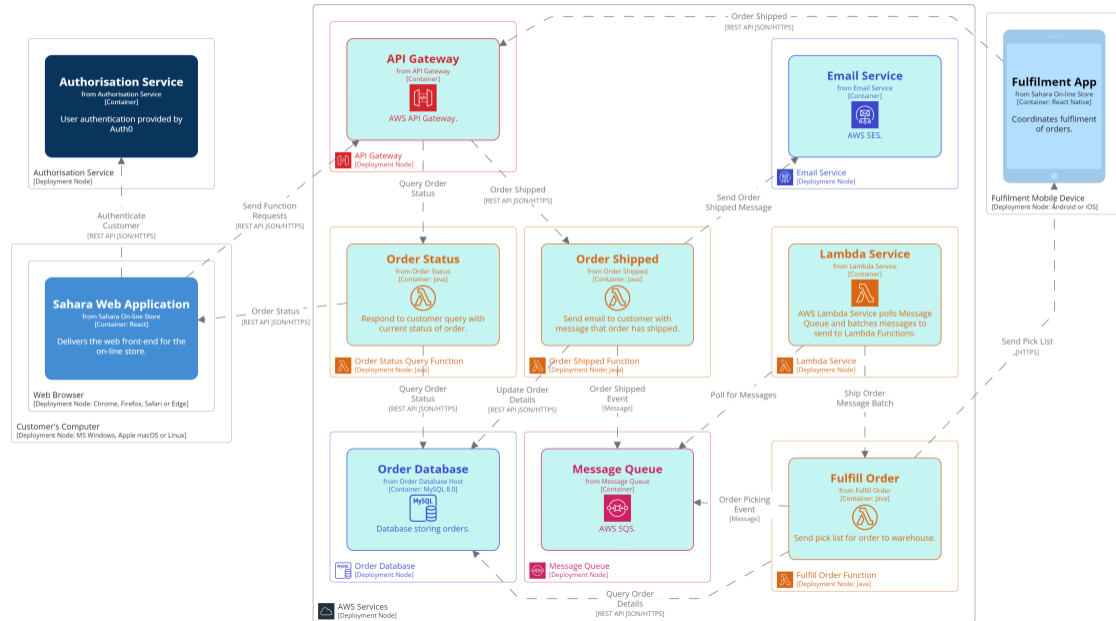 Order Shipped
[REST API JSON/HTTPS]
Authorisation Service
from Authorisation Service
[Container]
User authentication provided by
Auth0
Authorisation Service
[Deployment Node]
API Gateway
from API Gateway
[Container]
AWS API Gateway.
API Gateway
[Deployment Node]
Email Service
from Email Service
[Container]
AWS SES.
Email Service
[Deployment Node]
Fulfilment App
from Sahara On-line Store
[Container: React Native]
Coordinates fulfilment
of orders.
Fulfilment Mobile Device
[Deployment Node: Android or iOS]
Authenticate
Customer
[REST API JSON/HTTPS]
Send Function
Requests
[REST API JSON/HTTPS]
Query Order
Status
Order Shipped
[REST API JSON/HTTPS]
Send Order
Shipped Message
Sahara Web Application
from Sahara On-line Store
[Container: React]
Delivers the web front-end for the
on-line store.
Web Browser
[Deployment Node: Chrome, Firefox, Safari or Edge]
Customer's Computer
[Deployment Node: MS Windows, Apple macOS or Linux]
Order Status
[REST API JSON/HTTPS]
Order Status
from Order Status
[Container: Java]
Respond to customer query with
current status of order.
Order Status Query Function
[Deployment Node: Java]
Order Shipped
from Order Shipped
[Container: Java]
Send email to customer with
message that order has shipped.
Order Shipped Function
[Deployment Node: Java]
Lambda Service
from Lambda Service
[Container]
AWS Lambda Service polls Message
Queue and batches messages to
send to Lambda Functions.
Lambda Service
[Deployment Node]
Send Pick List
[HTTPS]
Query Order
Status
[REST API JSON/HTTPS]
Update Order
Details
[REST API JSON/HTTPS]
Order Shipped
Event
[Message]
Poll for Messages
Ship Order
Message Batch
Order Database
from Order Database Host
[Container: MySQL 8.0]
MySQL
Database storing orders.
Order Database
[Deployment Node]
Message Queue
from Message Queue
[Container]
AWS SQS.
Message Queue
[Deployment Node]
Order Picking
Event
[Message]
Fulfill Order
from Fulfill Order
[Container: Java]
Send pick list for order to warehouse.
Fulfill Order Function
[Deployment Node: Java]
Query Order
Details
[REST API JSON/HTTPS]
AWS Services
[Deployment Node]